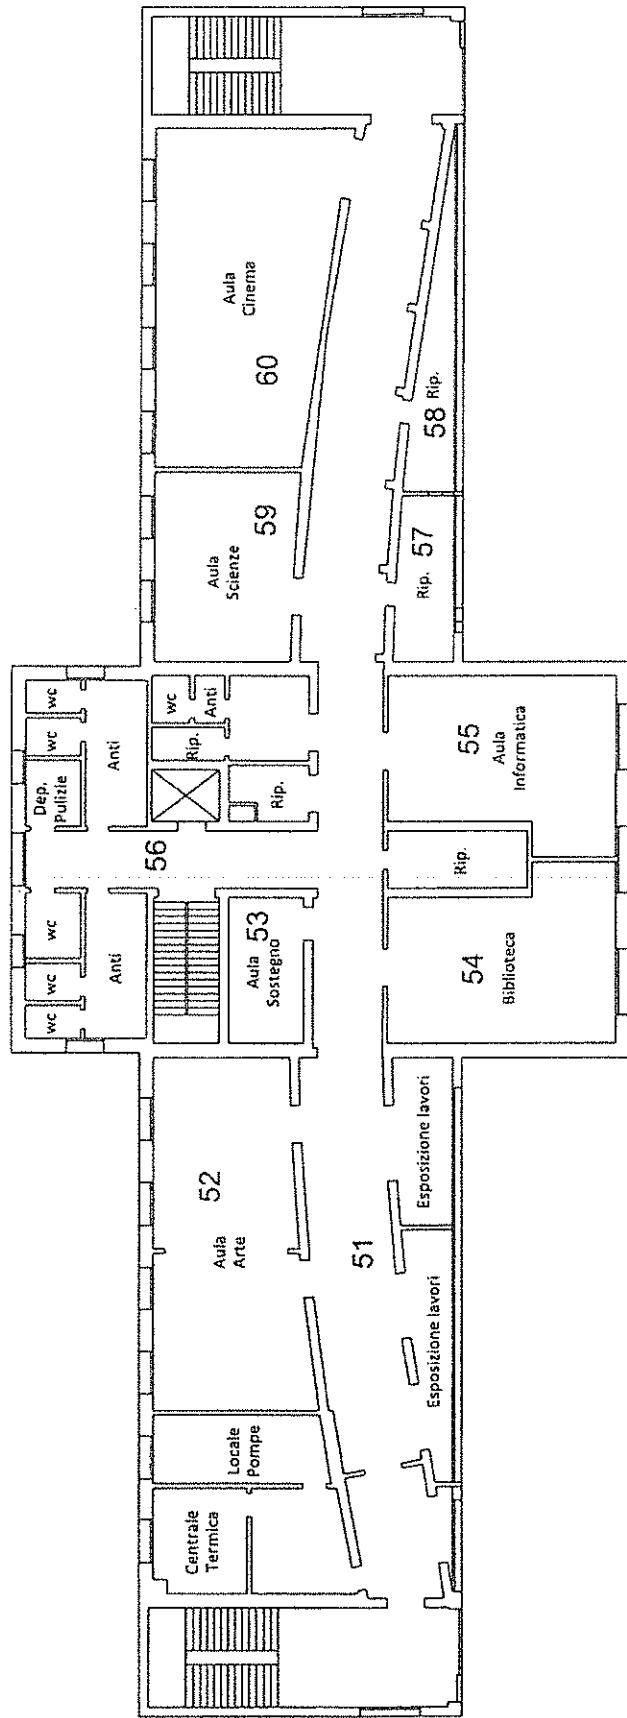 wc
wc
wc
Dep.
Pulizie
wc
wc
Anti
Anti
56
Centrale
Termica
Locale
Pompe
Aula
Arte
52
Aula
Sostegno
53
Rip.
wc
Anti
Rip.
Aula
Scienze
59
Aula
Cinema
60
51
Esposizione lavori
Esposizione lavori
54
Biblioteca
Rip.
55
Aula
Informatica
Rip.
57
58
Rip.